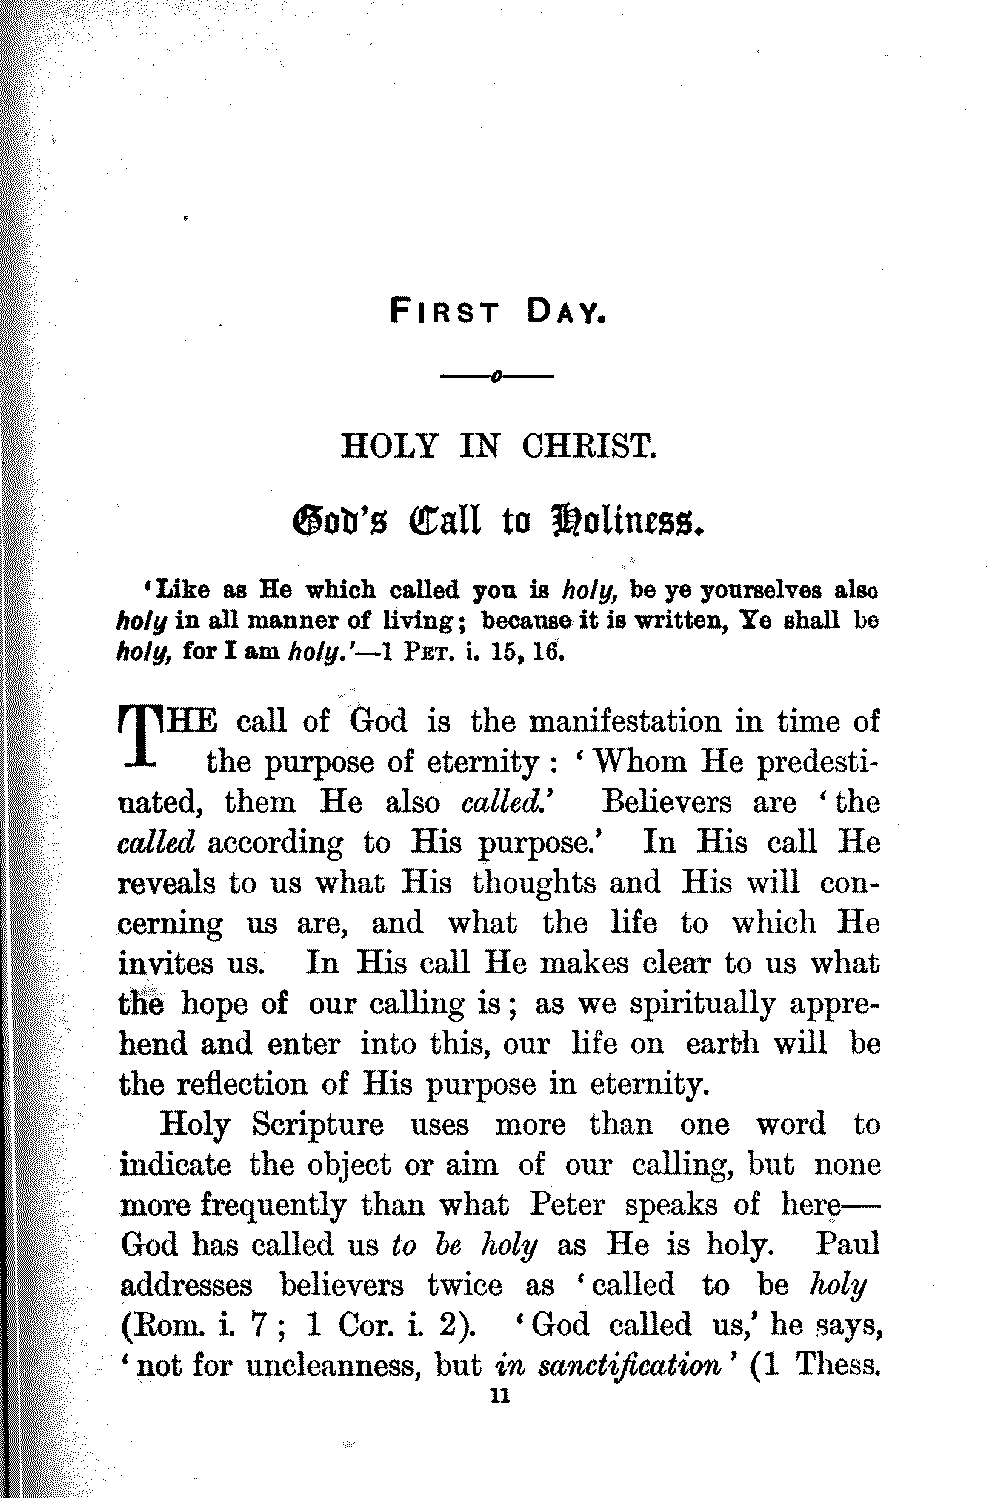 FIRST DAY.
HOLY IN CHRIST.
God's Call to Holiness.
'Like as He which called you is holy, be ye yourselves also
holy in all manner of living; because it is written, Ye shall be
holy, for I am holy.'—1 PET. i. 15, 16.
THE call of God is the manifestation in time of
the purpose of eternity: 'Whom He predesti-
nated, them He also called.' Believers are 'the
called according to His purpose.' In His call He
reveals to us what His thoughts and His will con-
cerning us are, and what the life to which He
invites us. In His call He makes clear to us what
the hope of our calling is; as we spiritually appre-
hend and enter into this, our life on earth will be
the reflection of His purpose in eternity.
Holy Scripture uses more than one word to
indicate the object or aim of our calling, but none
more frequently than what Peter speaks of here—
God has called us to be holy as He is holy. Paul
addresses believers twice as 'called to be holy
(Rom. i. 7; 1 Cor. i. 2). 'God called us,' he says,
'not for uncleanness, but in sanctification' (1 Thess.
11